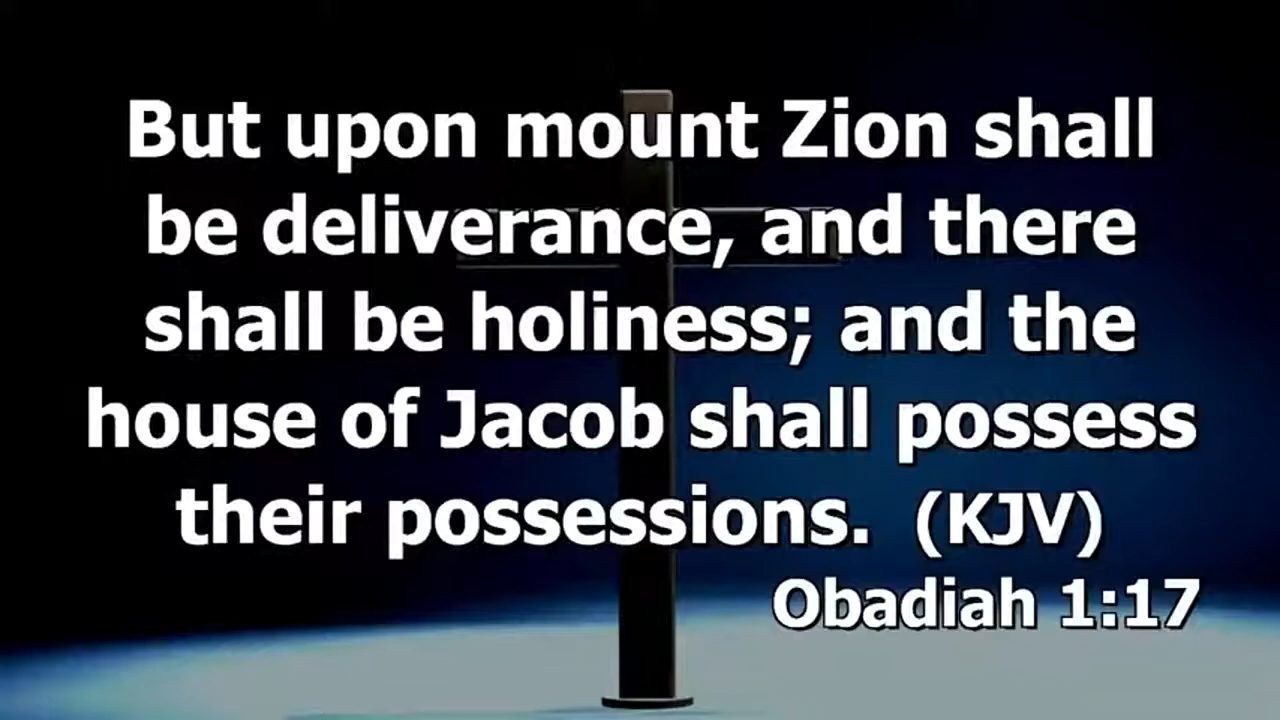 But upon mount Zion shall
be deliverance, and there
shall be holiness; and the
house of Jacob shall possess
their possessions.  (KJV)
Obadiah 1:17